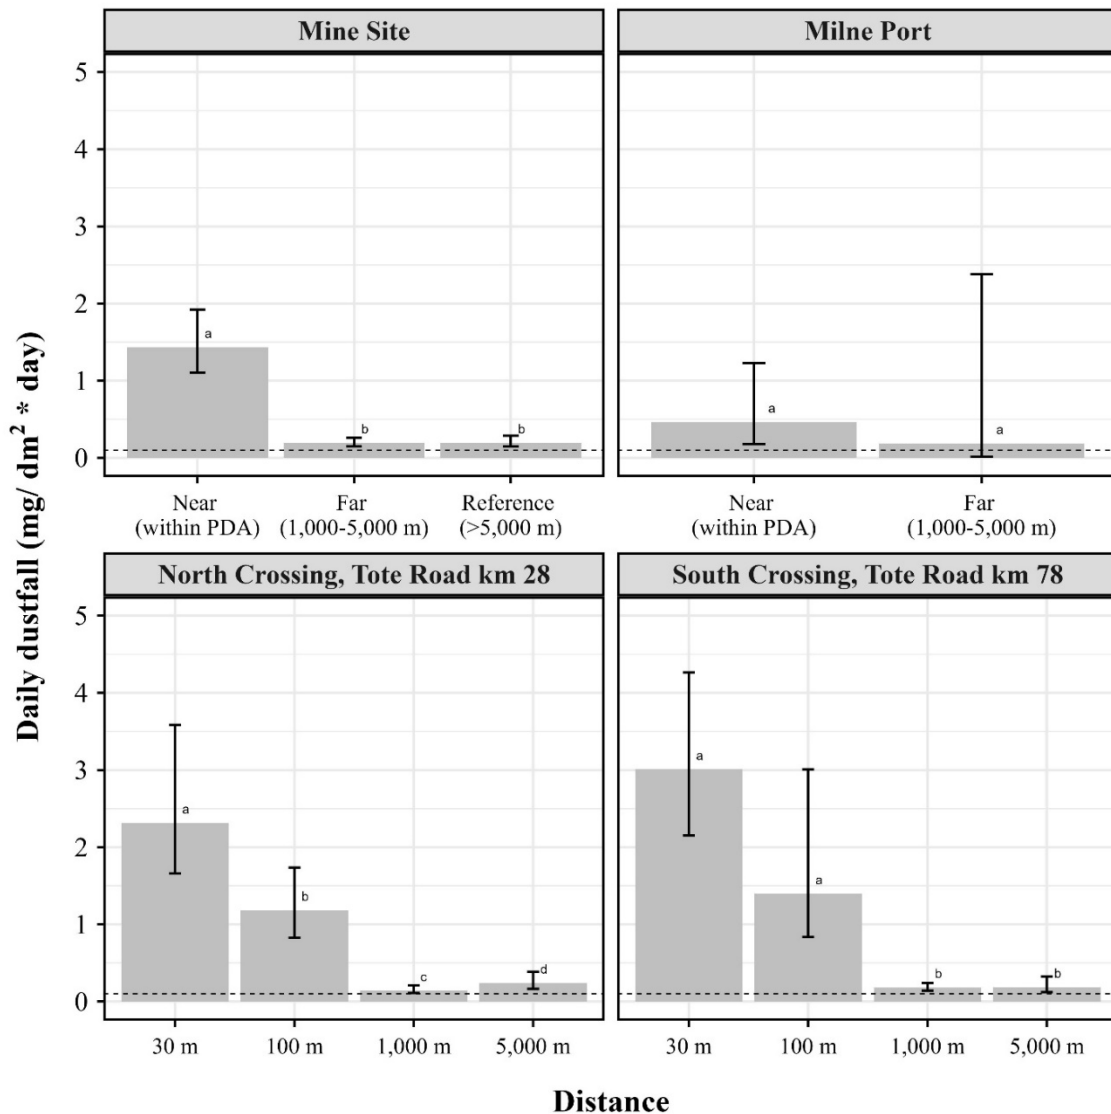 Mine Site
Milne Port
Daily dustfall (mg/ dm² * day)
5
4
3
2
1
0
a
b
b
a
a
Near
(within PDA)
Far
(1,000-5,000 m)
Reference
(>5,000 m)
Near
(within PDA)
Far
(1,000-5,000 m)
North Crossing, Tote Road km 28
South Crossing, Tote Road km 78
5
4
3
2
1
0
a
b
c
d
a
a
b
b
30 m
100 m
1,000 m
5,000 m
30 m
100 m
1,000 m
5,000 m
Distance